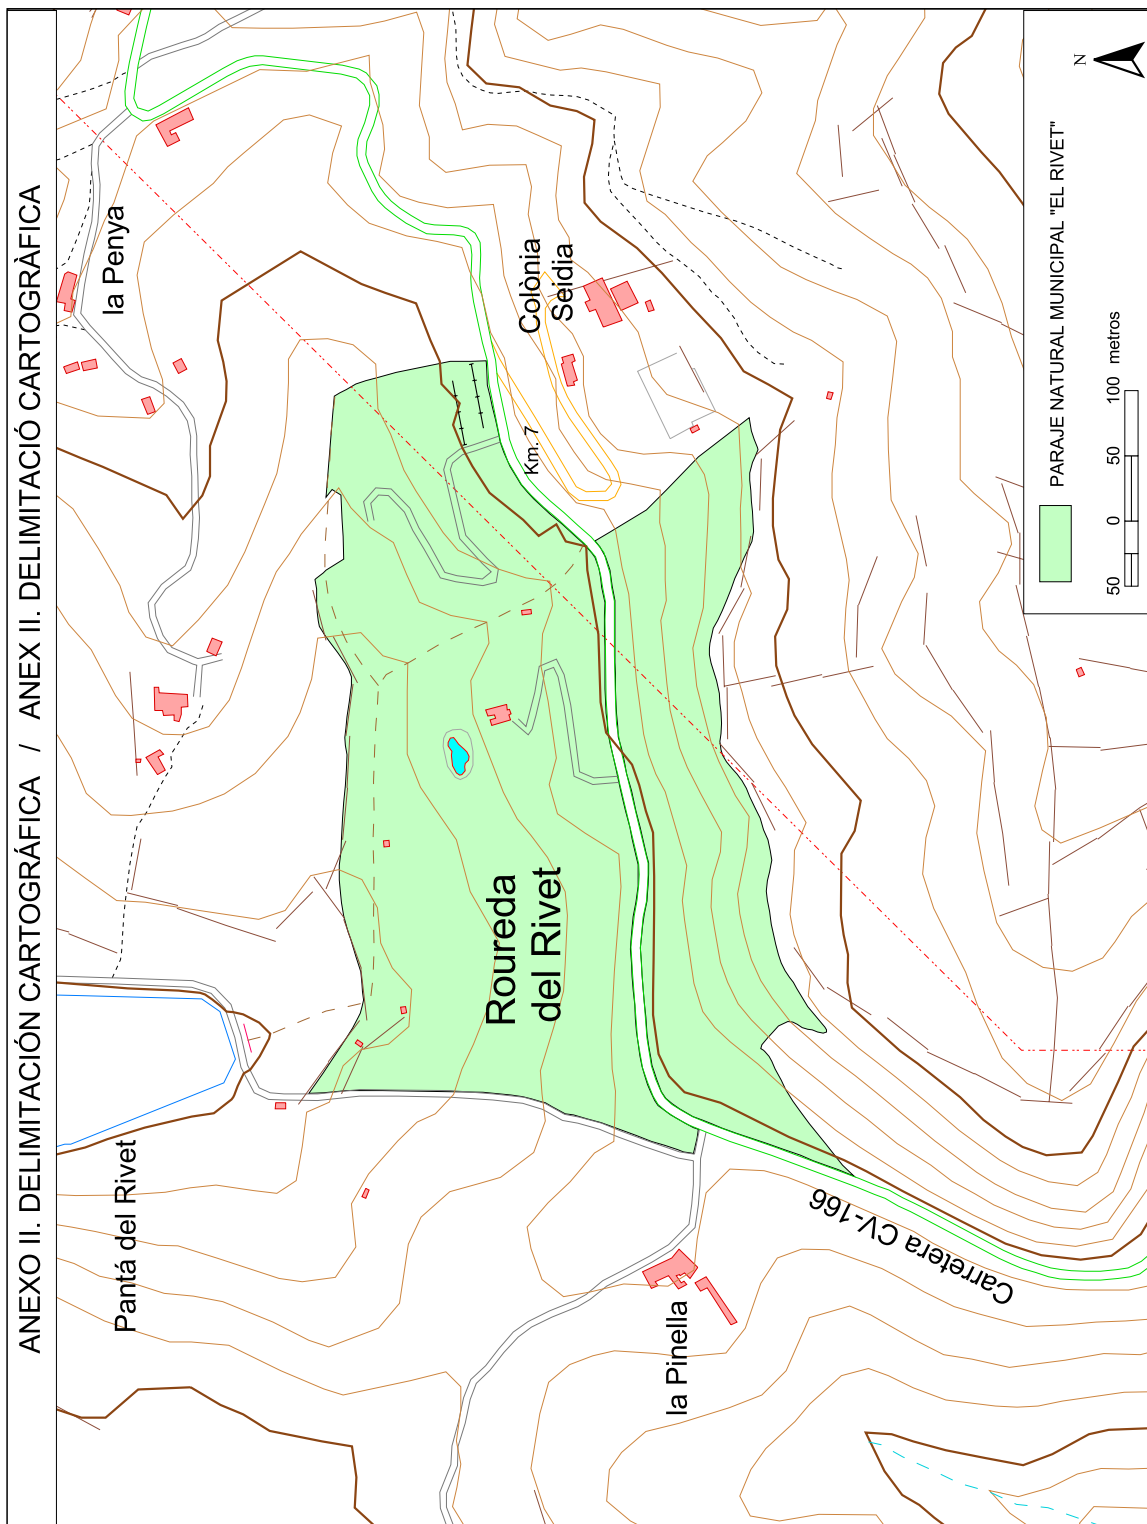 ANEXO II. DELIMITACIÓN CARTOGRÁFICA / ANEX II. DELIMITACIÓ CARTOGRÀFICA
la Penya
Colònia
Seidia
Km. 7
Roureda
del Rivet
Pantá del Rivet
la Pinella
Carretera CV-166
N
PARAJE NATURAL MUNICIPAL "EL RIVET"
50 0 50 100 metros